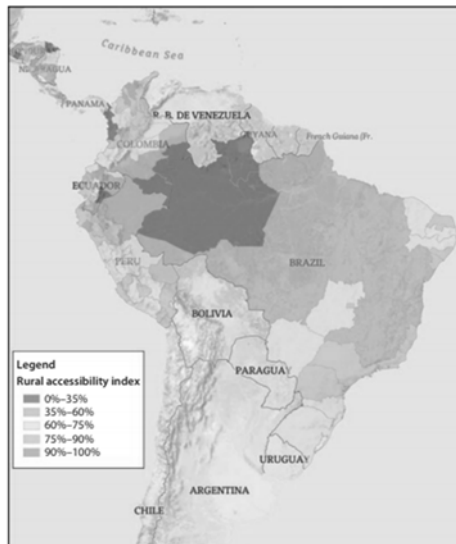 Caribbean Sea
NICARAGUA
PANAMA
R. B. DE VENEZUELA
GUYANA
French Guiana (Fr.
COLOMBIA
ECUADOR
PERU
BRAZIL
BOLIVIA
PARAGUAY
URUGUAY
ARGENTINA
CHILE
Legend
Rural accessibility index
0%–35%
35%–60%
60%–75%
75%–90%
90%–100%